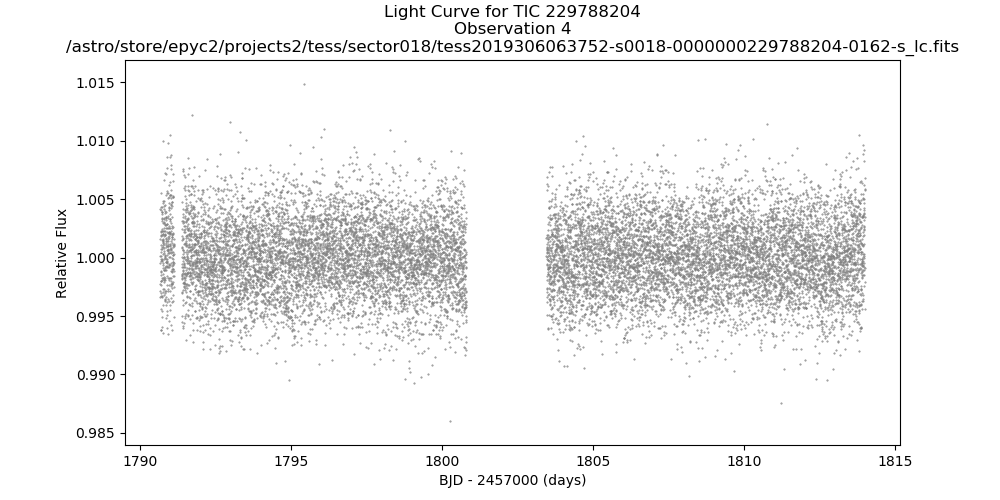 Light Curve for TIC 229788204
Observation 4
/astro/store/epyc2/projects2/tess/sector018/tess2019306063752-s0018-0000000229788204-0162-s_lc.fits
1.015
1.010
1.005
1.000
0.995
0.990
0.985
Relative Flux
1790
1795
1800
1805
1810
1815
BJD - 2457000 (days)